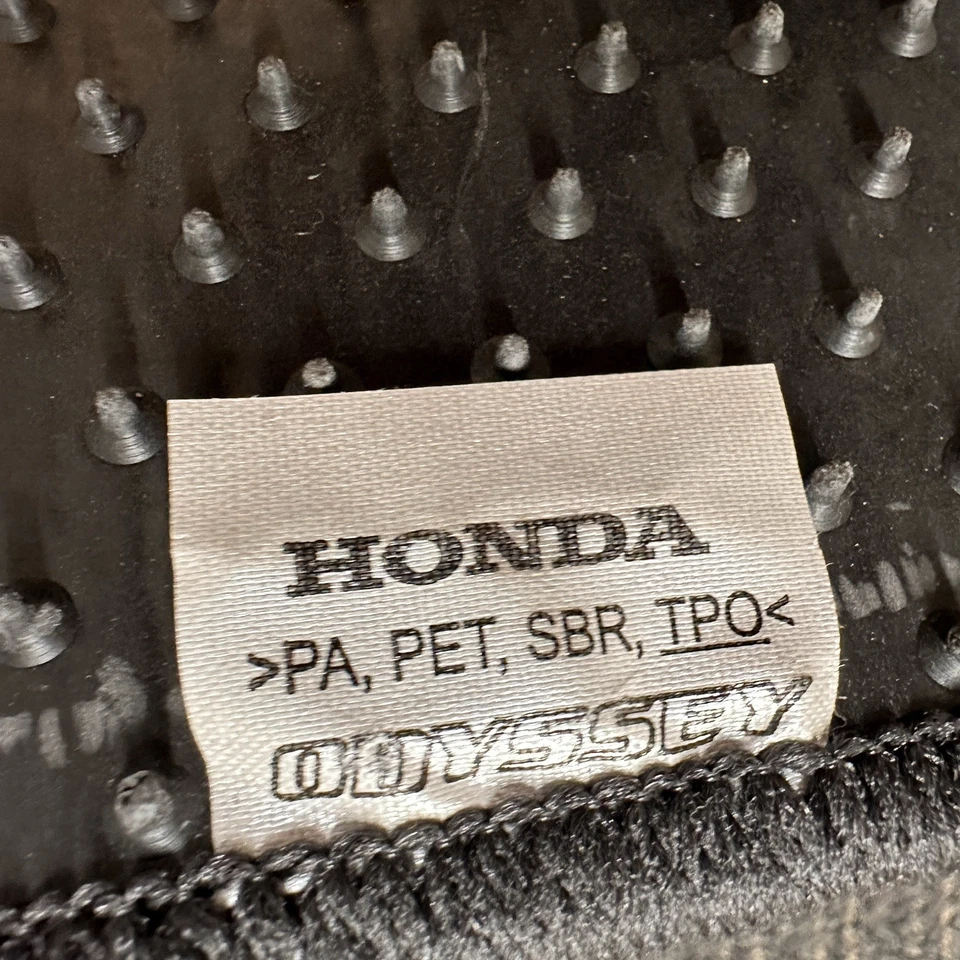 HONDA
>PA, PET, SBR, TPO<
ODYSSEY